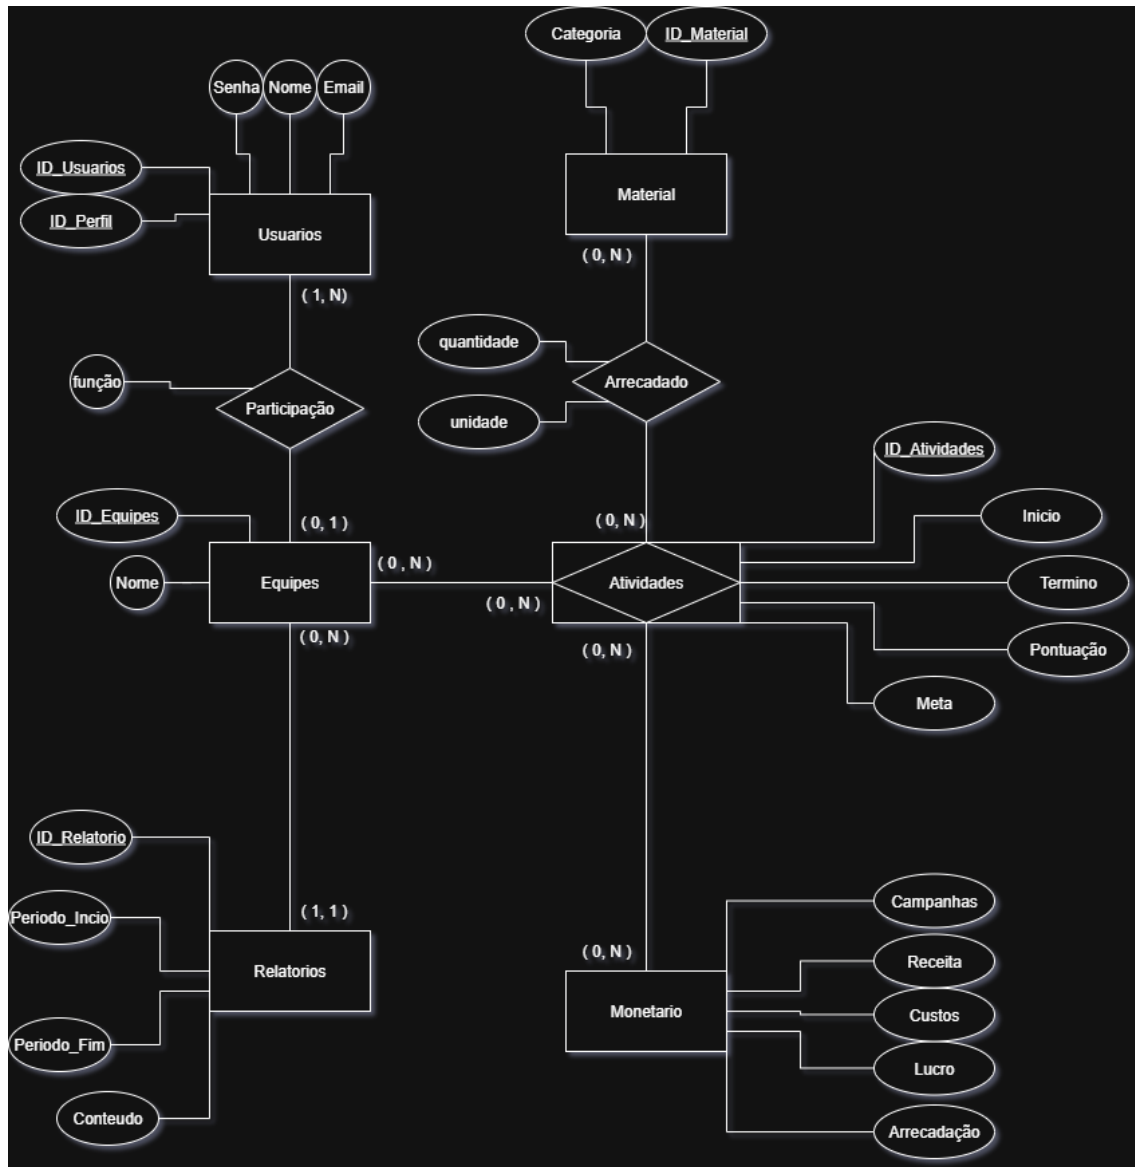 Categoria
ID_Material
Senha
Nome
Email
ID_Usuarios
ID_Perfil
Usuarios
Material
( 1, N)
( 0, N )
quantidade
função
Arrecadado
Participação
unidade
ID_Atividades
ID_Equipes
( 0, 1 )
( 0, N )
Inicio
( 0 , N )
Nome
Equipes
Atividades
Termino
( 0 , N )
( 0, N )
( 0, N )
Pontuação
Meta
ID_Relatorio
Periodo_Incio
( 1, 1 )
Campanhas
( 0, N )
Receita
Relatorios
Monetario
Custos
Periodo_Fim
Lucro
Conteudo
Arrecadação